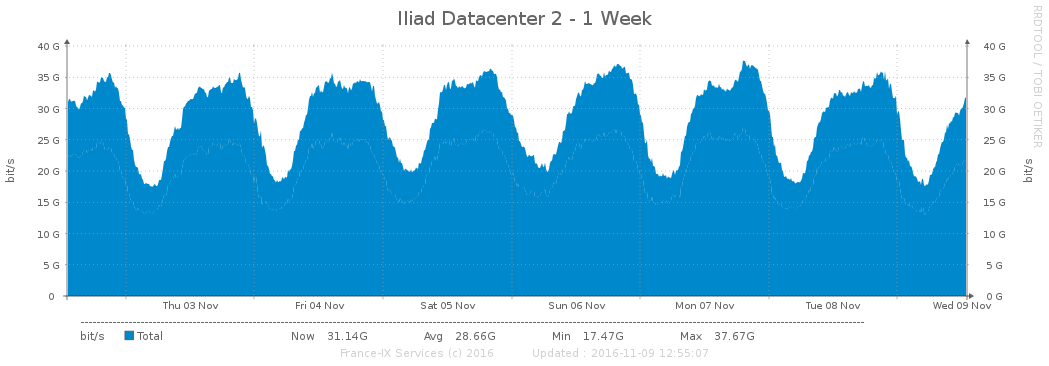 Iliad Datacenter 2 - 1 Week
RRDTOOL / TOBI OETIKER
bit/s
bit/s
40 G 40 G
35 G 35 G
30 G 30 G
25 G 25 G
20 G 20 G
15 G 15 G
10 G 10 G
5 G 5 G
0 0 G
Thu 03 Nov Fri 04 Nov Sat 05 Nov Sun 06 Nov Mon 07 Nov Tue 08 Nov Wed 09 Nov
bit/s Total Now 31.14G Avg 28.66G Min 17.47G Max 37.67G
France-IX Services (c) 2016 Updated : 2016-11-09 12:55:07